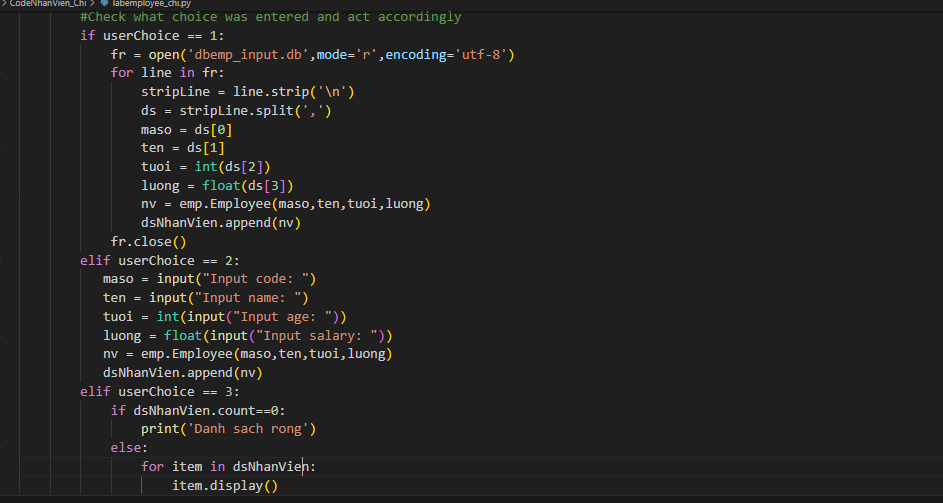 > CodeNhanVien_Chi > labemployee_chi.py
#Check what choice was entered and act accordingly
if userChoice == 1:
fr = open('dbemp_input.db',mode='r',encoding='utf-8')
for line in fr:
stripLine = line.strip('\n')
ds = stripLine.split(',')
maso = ds[0]
ten = ds[1]
tuoi = int(ds[2])
luong = float(ds[3])
nv = emp.Employee(maso,ten,tuoi,luong)
dsNhanVien.append(nv)
fr.close()
elif userChoice == 2:
maso = input("Input code: ")
ten = input("Input name: ")
tuoi = int(input("Input age: "))
luong = float(input("Input salary: "))
nv = emp.Employee(maso,ten,tuoi,luong)
dsNhanVien.append(nv)
elif userChoice == 3:
if dsNhanVien.count==0:
print('Danh sach rong')
else:
for item in dsNhanVien:
item.display()